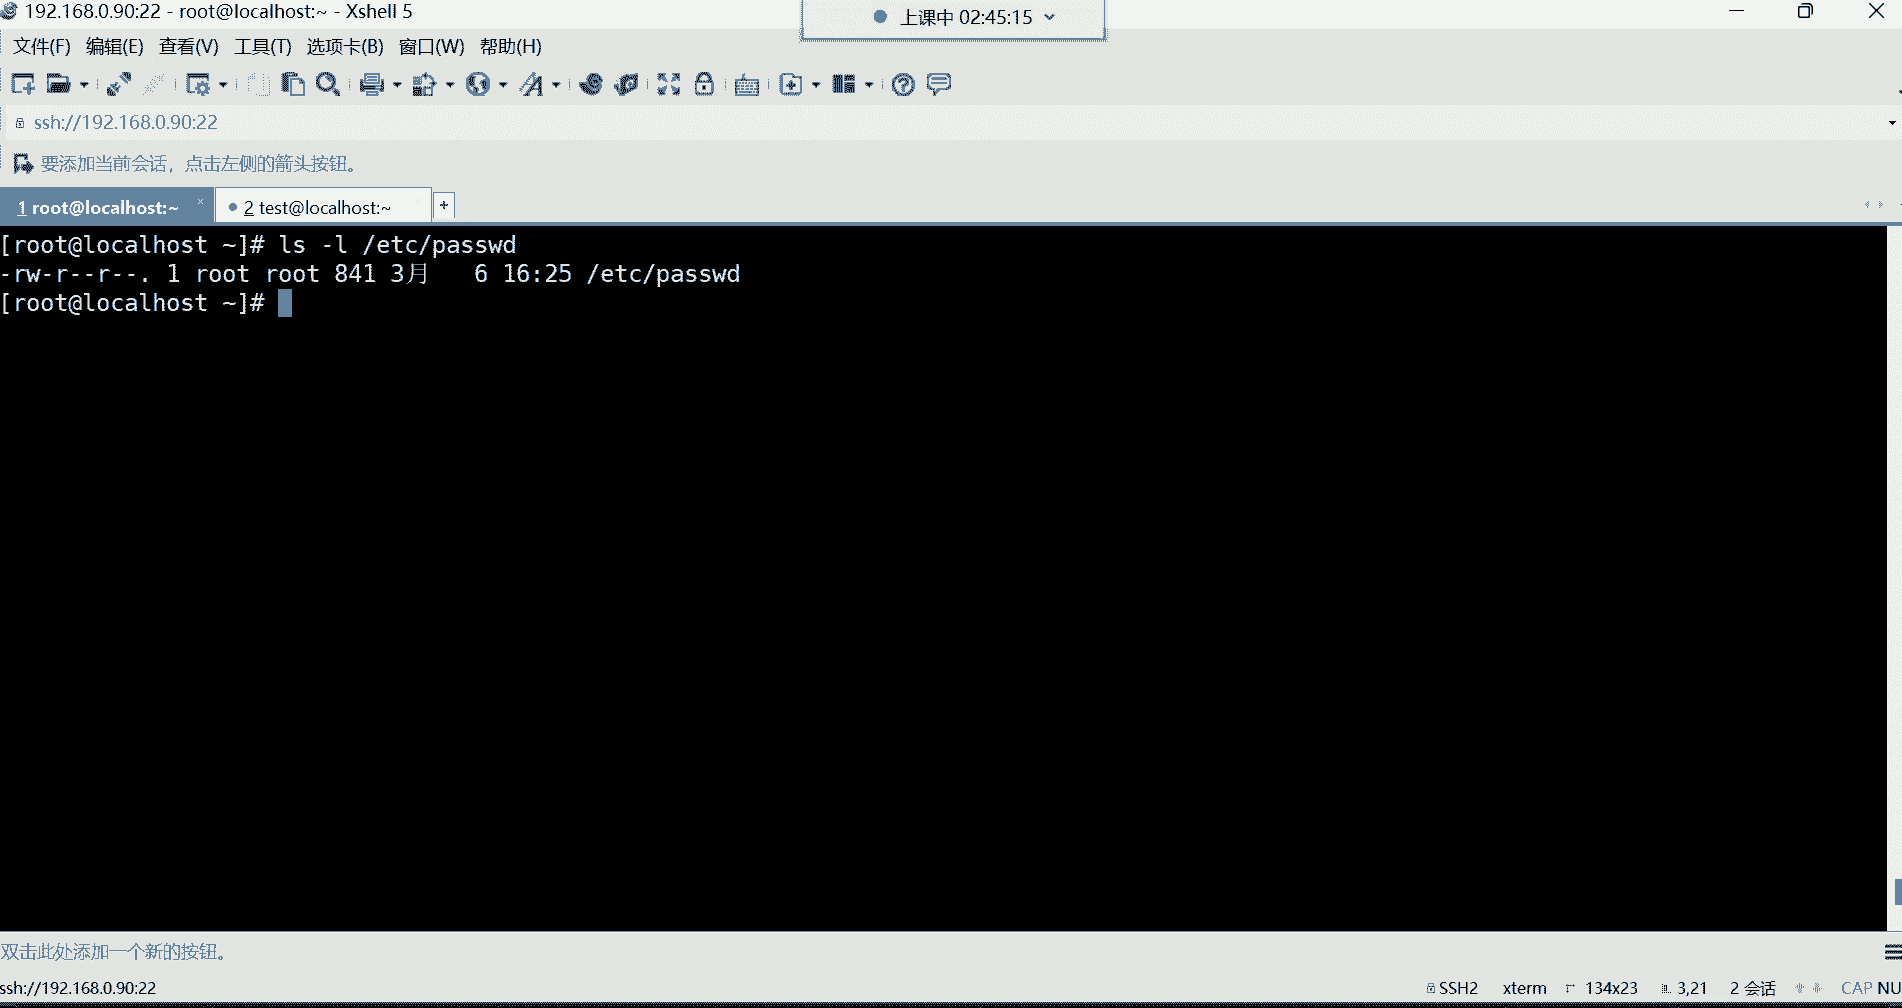 192.168.0.90:22 - root@localhost:~ - Xshell 5
上课中 02:45:15
文件(F) 编辑(E) 查看(V) 工具(T) 选项卡(B) 窗口(W) 帮助(H)
ssh://192.168.0.90:22
要添加当前会话，点击左侧的箭头按钮。
1 root@localhost:~ × 2 test@localhost:~ +
[root@localhost ~]# ls -l /etc/passwd
-rw-r--r--. 1 root root 841 3月   6 16:25 /etc/passwd
[root@localhost ~]#
双击此处添加一个新的按钮。
ssh://192.168.0.90:22 SSH2 xterm 134x23 3,21 2 会话 CAP NU